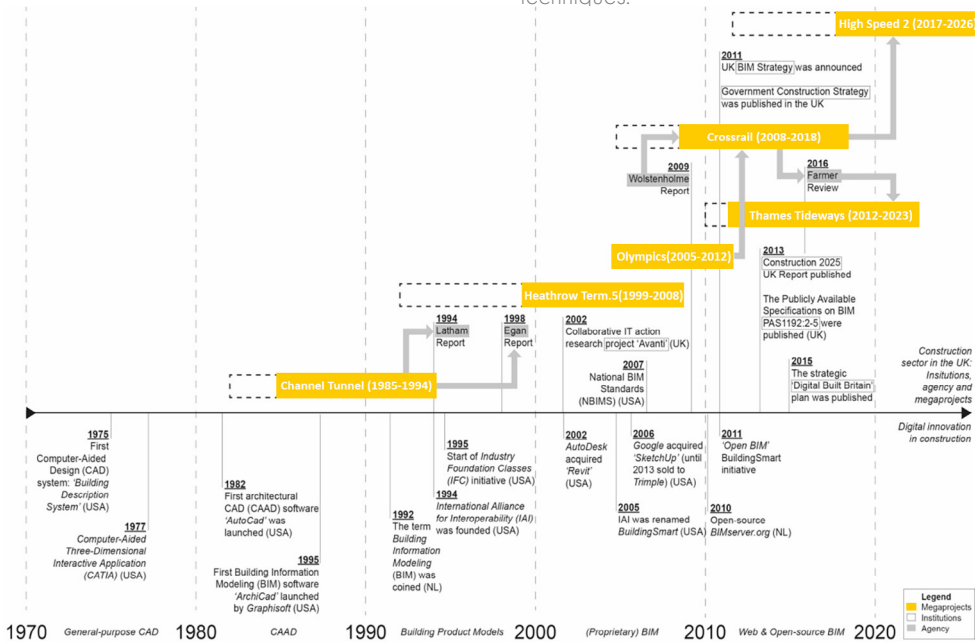 Techniques.
High Speed 2 (2017-2026)
2011
UK BIM Strategy was announced
Government Construction Strategy
was published in the UK
Crossrail (2008-2018)
2009
Wolstenholme
Report
2016
Farmer
Review
Thames Tideways (2012-2023)
Olympics(2005-2012)
2013
Construction 2025
UK Report published
The Publicly Available
Specifications on BIM
PAS1192:2-5 were
published (UK)
Heathrow Term.5(1999-2008)
1994
Latham
Report
1998
Egan
Report
2002
Collaborative IT action
research project 'Avanti' (UK)
2007
National BIM
Standards
(NBIMS) (USA)
2015
The strategic
'Digital Built Britain'
plan was published
Construction
sector in the UK:
Insitutions,
agency and
megaprojects
Channel Tunnel (1985-1994)
Digital innovation
in construction
1975
First
Computer-Aided
Design (CAD)
system: 'Building
Description
System' (USA)
1977
Computer-Aided
Three-Dimensional
Interactive Application
(CATIA) (USA)
1982
First architectural
CAD (CAAD) software
'AutoCad' was
launched (USA)
1995
First Building Information
Modeling (BIM) software
'ArchiCad' launched
by Graphisoft (USA)
1992
The term
Building
Information
Modeling
(BIM) was
coined (NL)
1995
Start of Industry
Foundation Classes
(IFC) initiative (USA)
1994
International Alliance
for Interoperability (IAI)
was founded (USA)
2002
AutoDesk
acquired
'Revit'
(USA)
2006
Google acquired
'SketchUp' (until
2013 sold to
Trimple) (USA)
2005
IAI was renamed
BuildingSmart (USA)
2011
'Open BIM'
BuildingSmart
initiative
2010
Open-source
BIMserver.org (NL)
Legend
Megaprojects
Institutions
Agency
1970
General-purpose CAD
1980
CAAD
1990
Building Product Models
2000
(Proprietary) BIM
2010
Web & Open-source BIM
2020